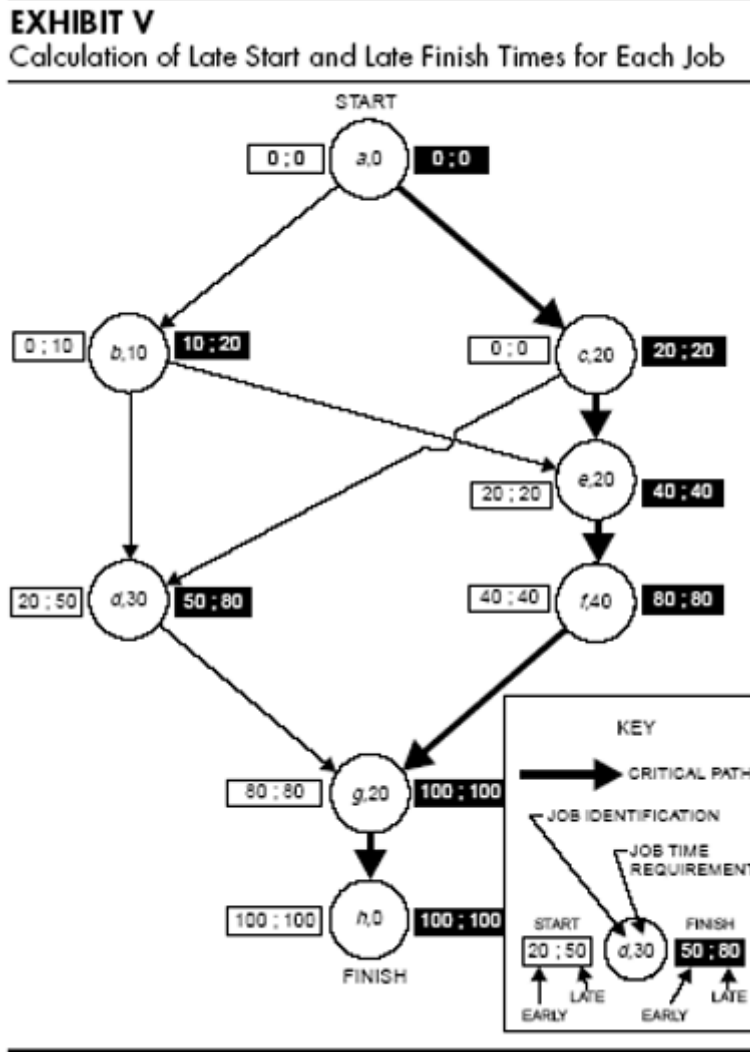 EXHIBIT V
Calculation of Late Start and Late Finish Times for Each Job
START
0 ; 0 a,0 0 ; 0
0 ; 10 b,10 10 ; 20
0 ; 0 c,20 20 ; 20
20 ; 20 e,20 40 ; 40
20 ; 50 d,30 50 ; 80
40 ; 40 f,40 80 ; 80
80 ; 80 g,20 100 ; 100
100 ; 100 h,0 100 ; 100
FINISH
KEY
CRITICAL PATH
JOB IDENTIFICATION
JOB TIME
REQUIREMENT
START FINISH
20 ; 50 d,30 50 ; 80
LATE LATE
EARLY EARLY